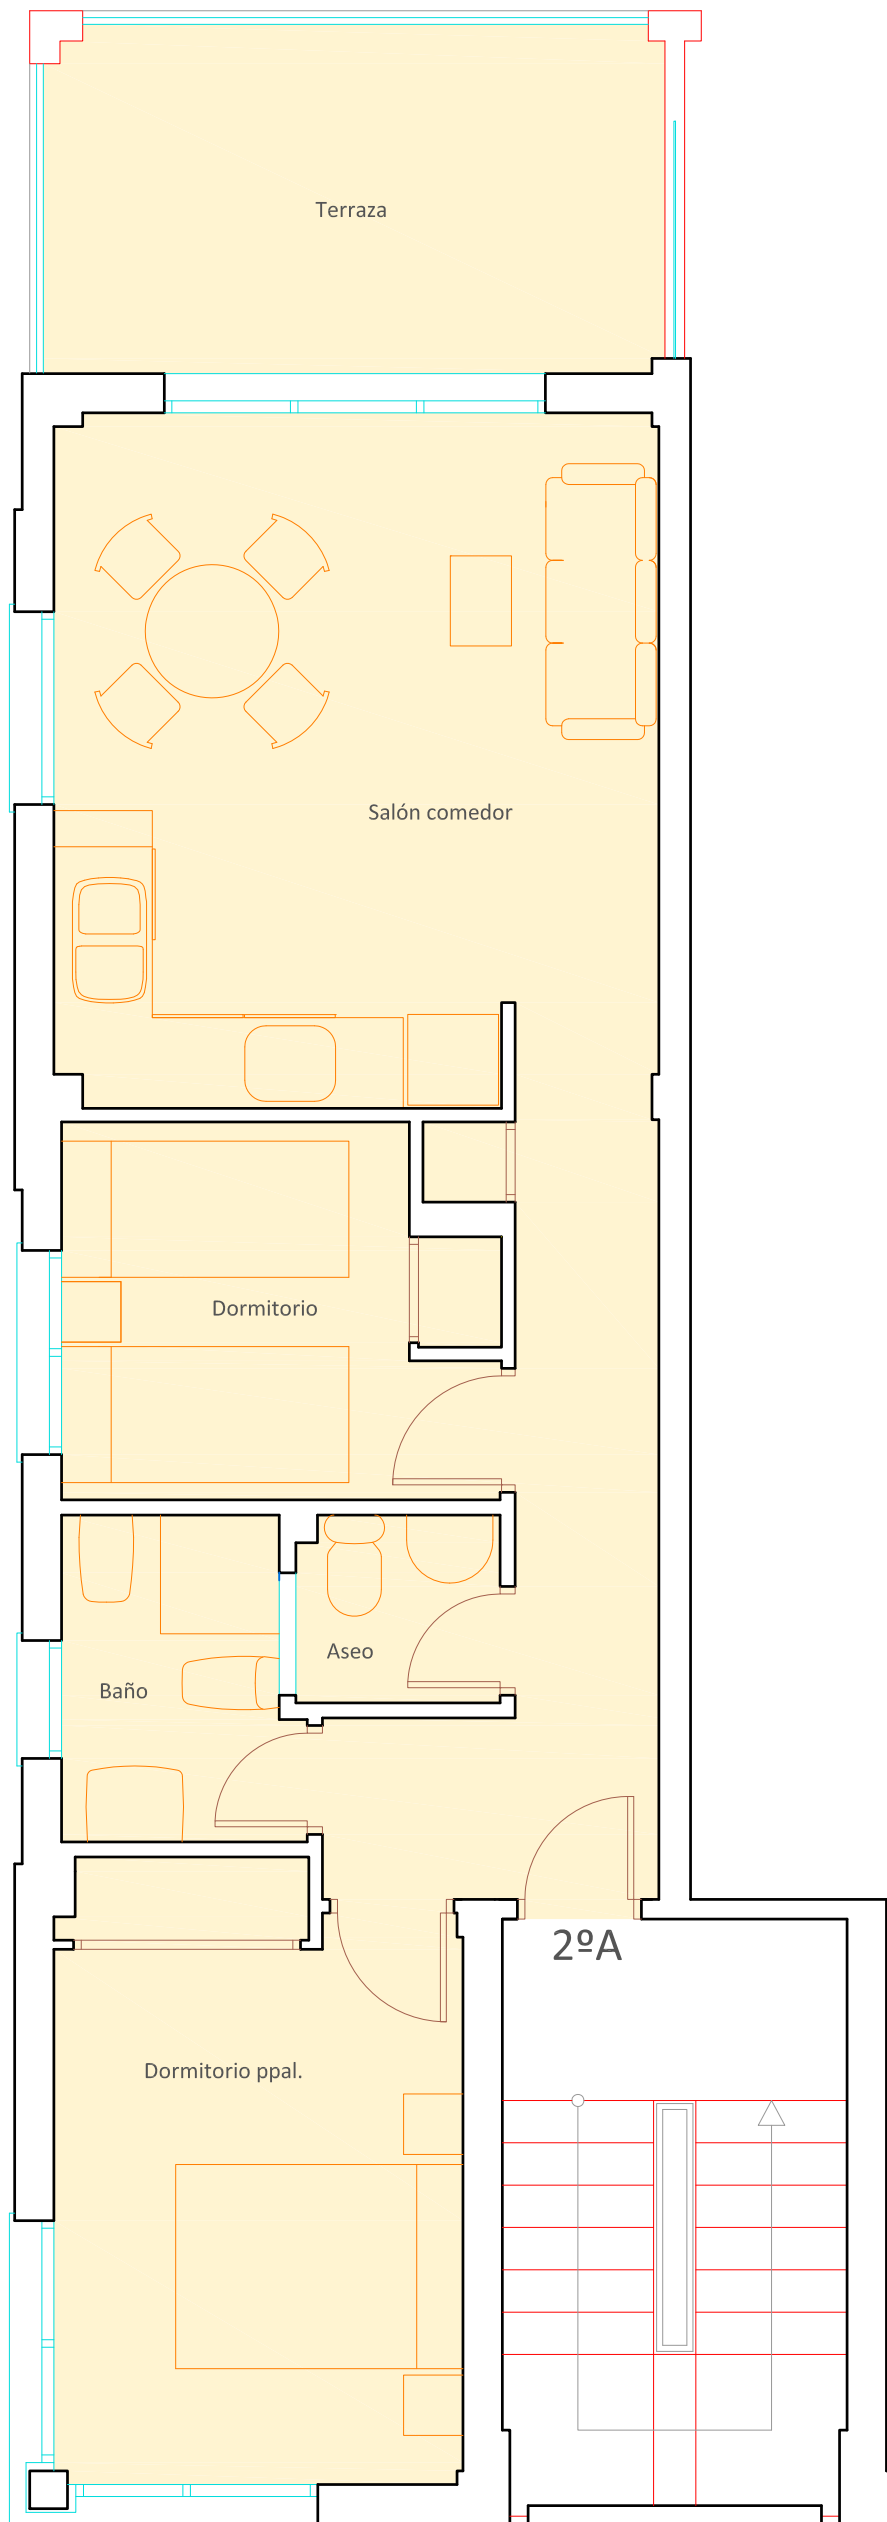 Terraza
Salón comedor
Dormitorio
Aseo
Baño
2ºA
Dormitorio ppal.